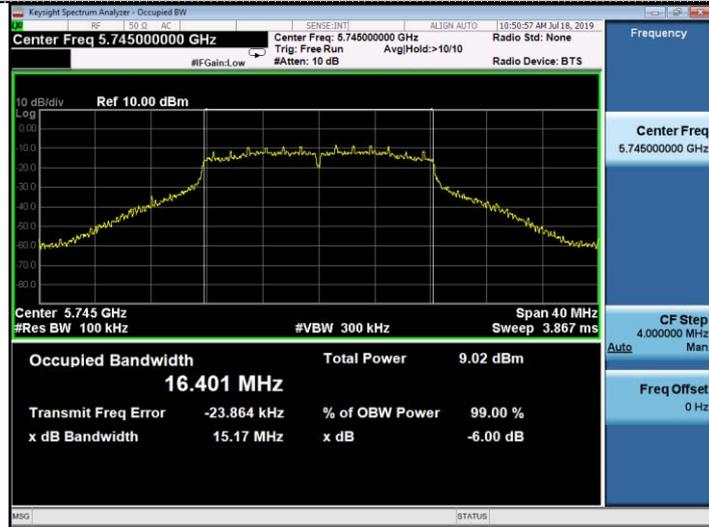 Keysight Spectrum Analyzer - Occupied BW
LXI RF 50 Ω AC SENSE:INT ALIGN AUTO 10:50:57 AM Jul 18, 2019
Center Freq 5.745000000 GHz
Center Freq: 5.745000000 GHz
Radio Std: None
Trig: Free Run Avg|Hold:>10/10
#IFGain:Low #Atten: 10 dB Radio Device: BTS
Frequency
10 dB/div Ref 10.00 dBm
Log
0.00
-10.0
-20.0
-30.0
-40.0
-50.0
-60.0
-70.0
-80.0
Center Freq
5.745000000 GHz
Center 5.745 GHz Span 40 MHz
#Res BW 100 kHz #VBW 300 kHz Sweep 3.867 ms
CF Step
4.000000 MHz
Auto Man
Freq Offset
0 Hz
Occupied Bandwidth Total Power 9.02 dBm
16.401 MHz
Transmit Freq Error -23.864 kHz % of OBW Power 99.00 %
x dB Bandwidth 15.17 MHz x dB -6.00 dB
MSG STATUS